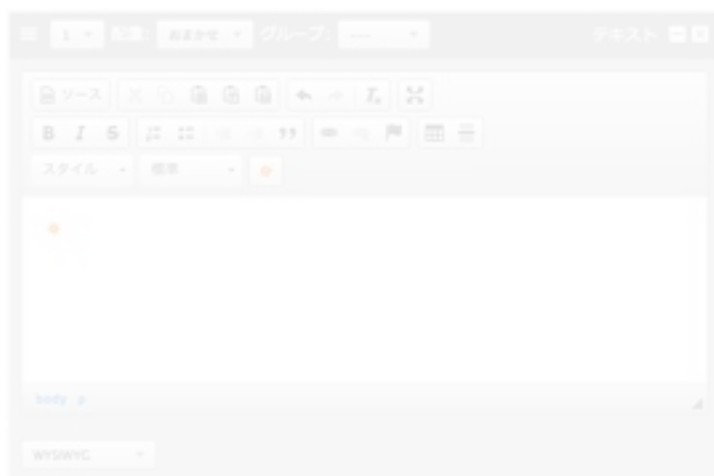 1 配置: おまかせ グループ: --- テキスト
ソース
B I S
スタイル 標準
body p
WYSIWYG